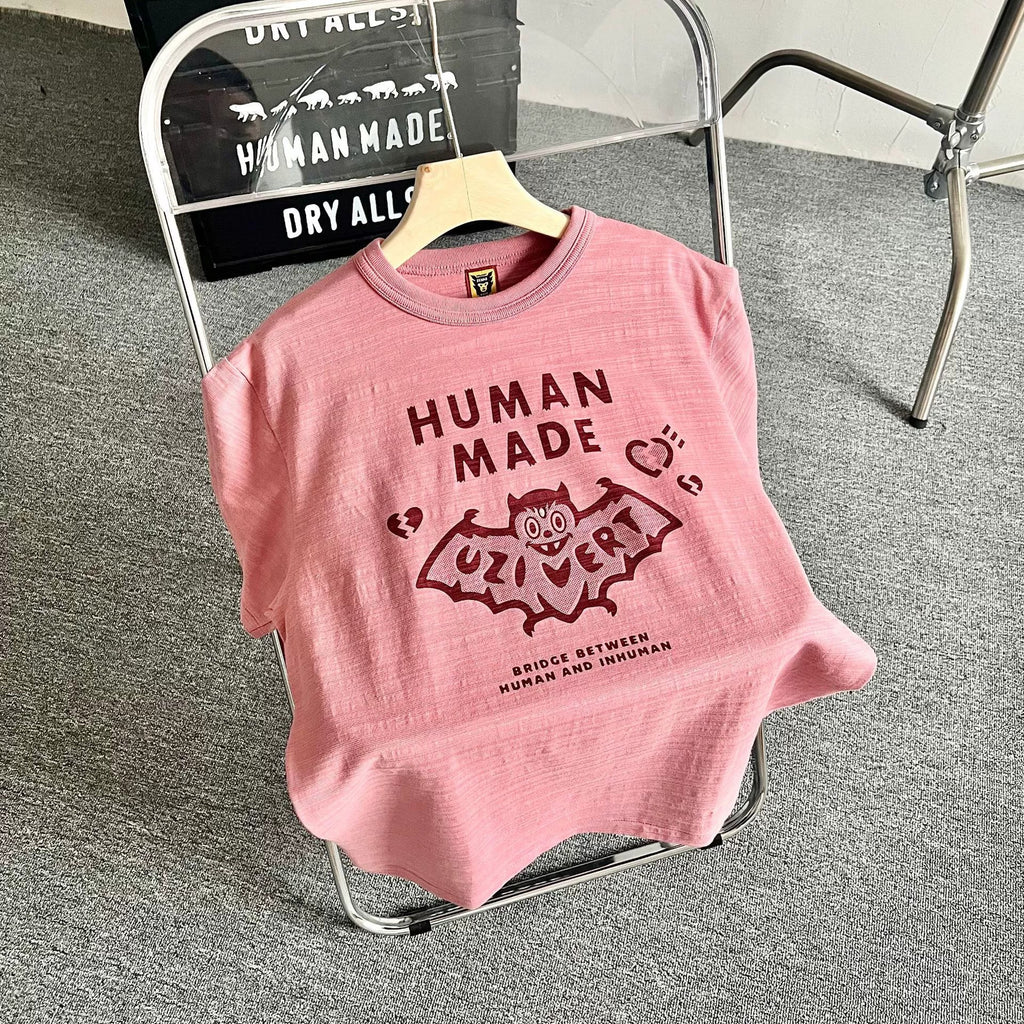 DRY ALLS
HUMAN MADE
DRY ALLS
HUMAN
MADE
UZI VERT
BRIDGE BETWEEN
HUMAN AND INHUMAN